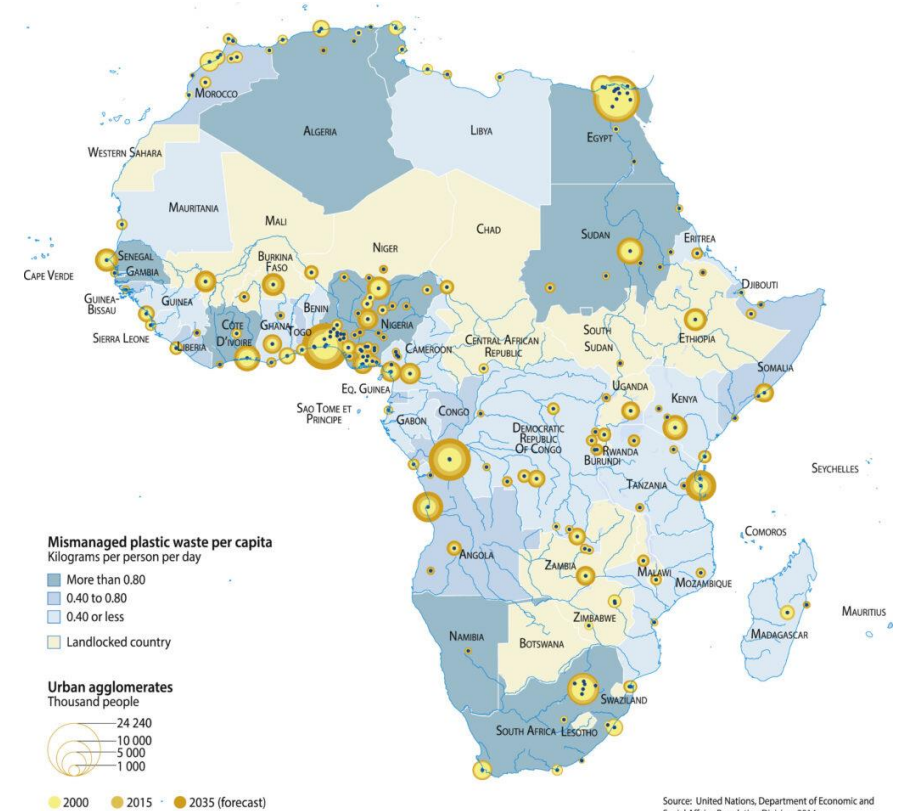 MOROCCO
ALGERIA
LIBYA
EGYPT
WESTERN SAHARA
MAURITANIA
MALI
NIGER
CHAD
SUDAN
ERITREA
CAPE VERDE
SENEGAL
GAMBIA
BURKINA
FASO
DJIBOUTI
GUINEA-
BISSAU
GUINEA
BENIN
NIGERIA
SIERRA LEONE
LIBERIA
CÔTE
D'IVOIRE
GHANA
TOGO
CAMEROON
CENTRAL AFRICAN
REPUBLIC
SOUTH
SUDAN
ETHIOPIA
SOMALIA
EQ. GUINEA
SAO TOME ET
PRINCIPE
GABON
CONGO
DEMOCRATIC
REPUBLIC
OF CONGO
UGANDA
KENYA
RWANDA
BURUNDI
TANZANIA
SEYCHELLES
COMOROS
ANGOLA
ZAMBIA
MALAWI
MOZAMBIQUE
ZIMBABWE
MADAGASCAR
MAURITIUS
NAMIBIA
BOTSWANA
SWAZILAND
SOUTH AFRICA
LESOTHO
Mismanaged plastic waste per capita
Kilograms per person per day
More than 0.80
0.40 to 0.80
0.40 or less
Landlocked country
Urban agglomerates
Thousand people
24 240
10 000
5 000
1 000
2000 2015 2035 (forecast)
Source: United Nations, Department of Economic and